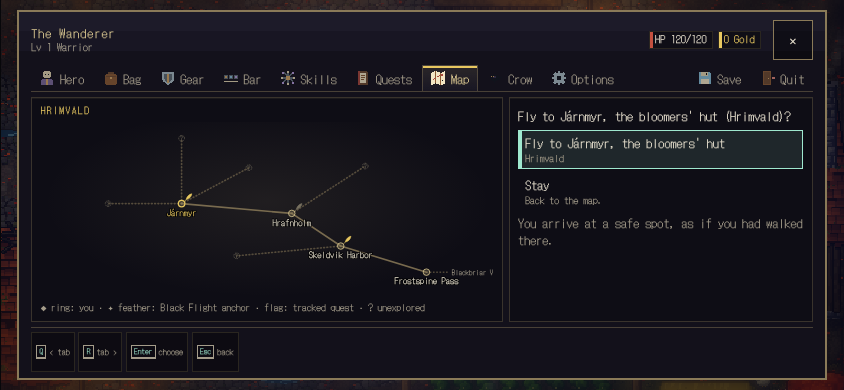 The Wanderer
Lv 1 Warrior
HP 120/120
0 Gold
×
Hero
Bag
Gear
Bar
Skills
Quests
Map
Crow
Options
Save
Quit
HRIMVALD
Járnmyr
Hrafnholm
Skeldvik Harbor
Frostspine Pass
Blackbriar V
◆ ring: you · ✦ feather: Black Flight anchor · flag: tracked quest · ? unexplored
Fly to Járnmyr, the bloomers' hut (Hrimvald)?
Fly to Járnmyr, the bloomers' hut
Hrimvald
Stay
Back to the map.
You arrive at a safe spot, as if you had walked
there.
Q < tab
R tab >
Enter choose
Esc back